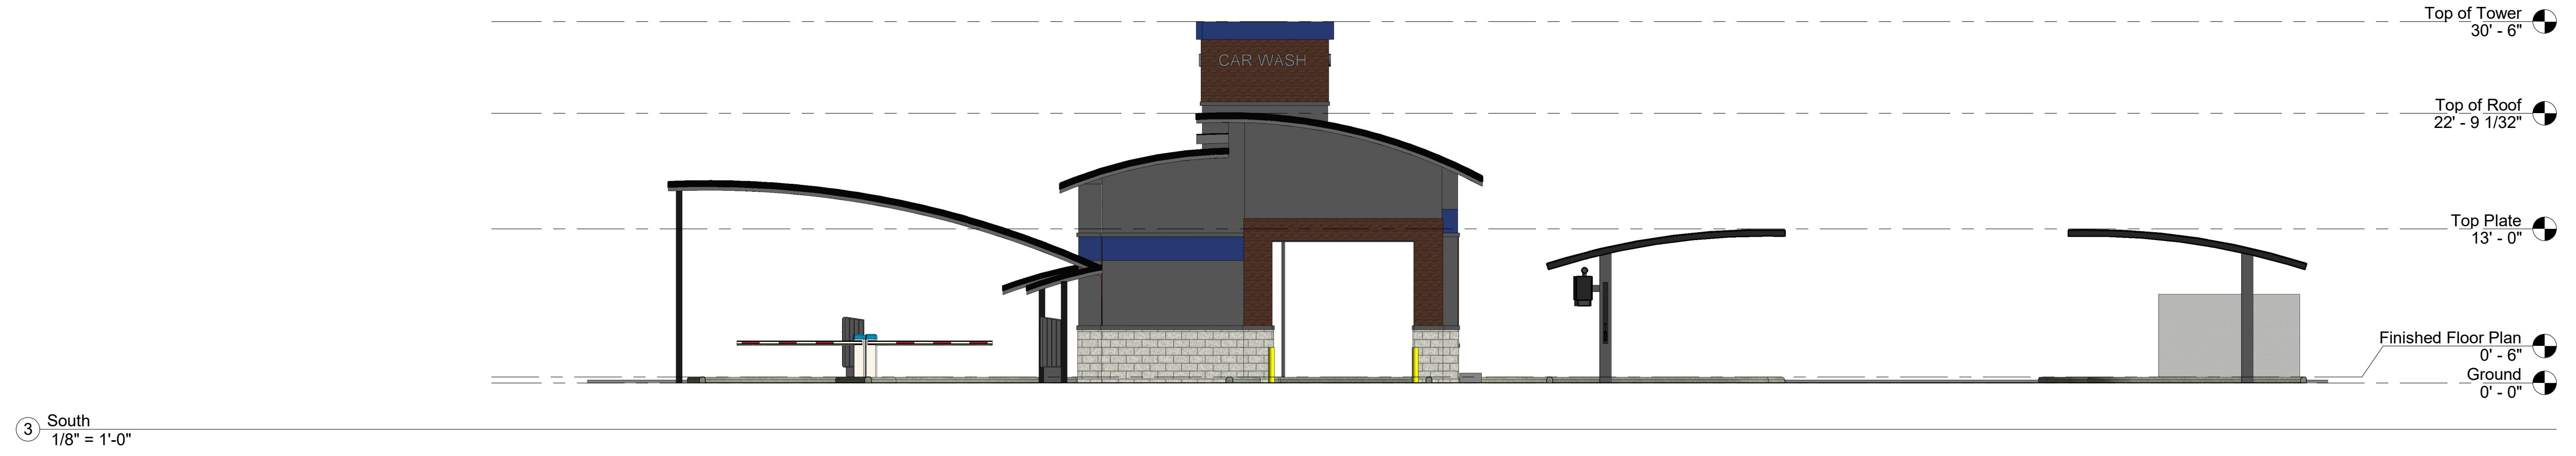 Top of Tower
30' - 6"
CAR WASH
Top of Roof
22' - 9 1/32"
Top Plate
13' - 0"
Finished Floor Plan
0' - 6"
Ground
0' - 0"
3
South
1/8" = 1'-0"